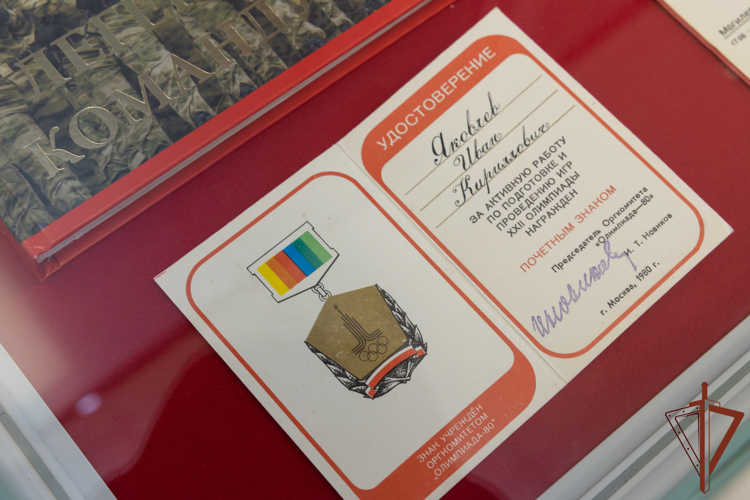 КОМАНД
УДОСТОВЕРЕНИЕ
Яковлев
Иван
Кириллович
ЗА АКТИВНУЮ РАБОТУ
ПО ПОДГОТОВКЕ И
ПРОВЕДЕНИЮ ИГР
XXII ОЛИМПИАДЫ
НАГРАЖДЕН
ПОЧЕТНЫМ ЗНАКОМ
Председатель Оргкомитета
«Олимпиада—80»
И. Т. Новиков
г. Москва, 1980 г.
ЗНАК УЧРЕЖДЁН
ОРГКОМИТЕТОМ
„ОЛИМПИАДА-80"